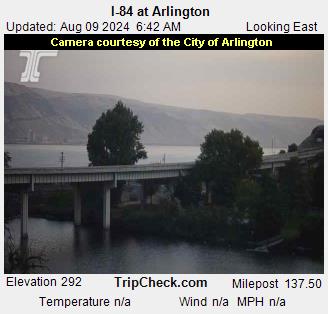 I-84 at Arlington
Updated: Aug 09 2024 6:42 AM Looking East
Camera courtesy of the City of Arlington
Elevation 292 TripCheck.com Milepost 137.50
Temperature n/a Wind n/a MPH n/a